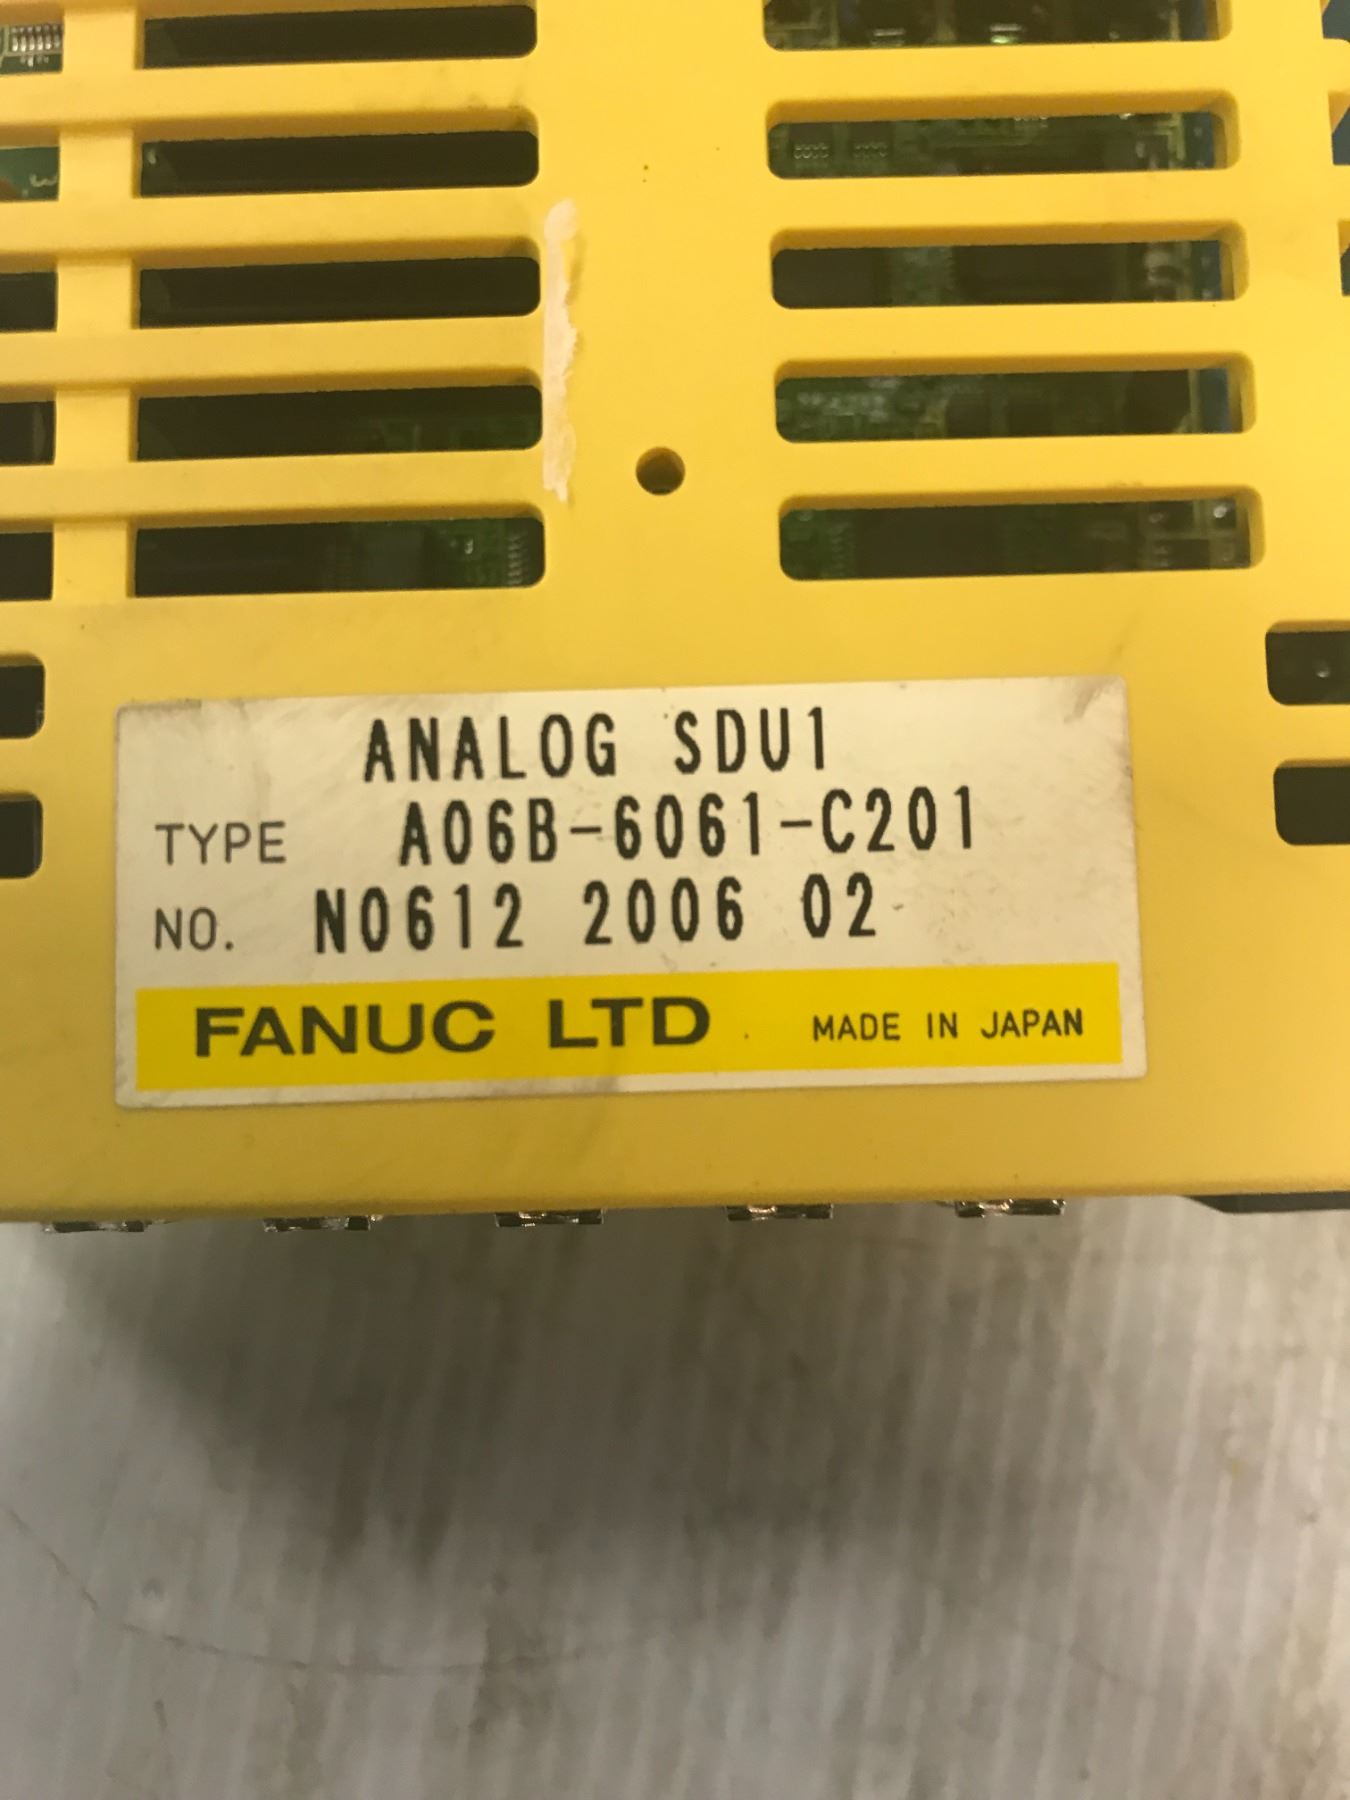 ANALOG SDU1
TYPE A06B-6061-C201
NO. N0612 2006 02
FANUC LTD MADE IN JAPAN